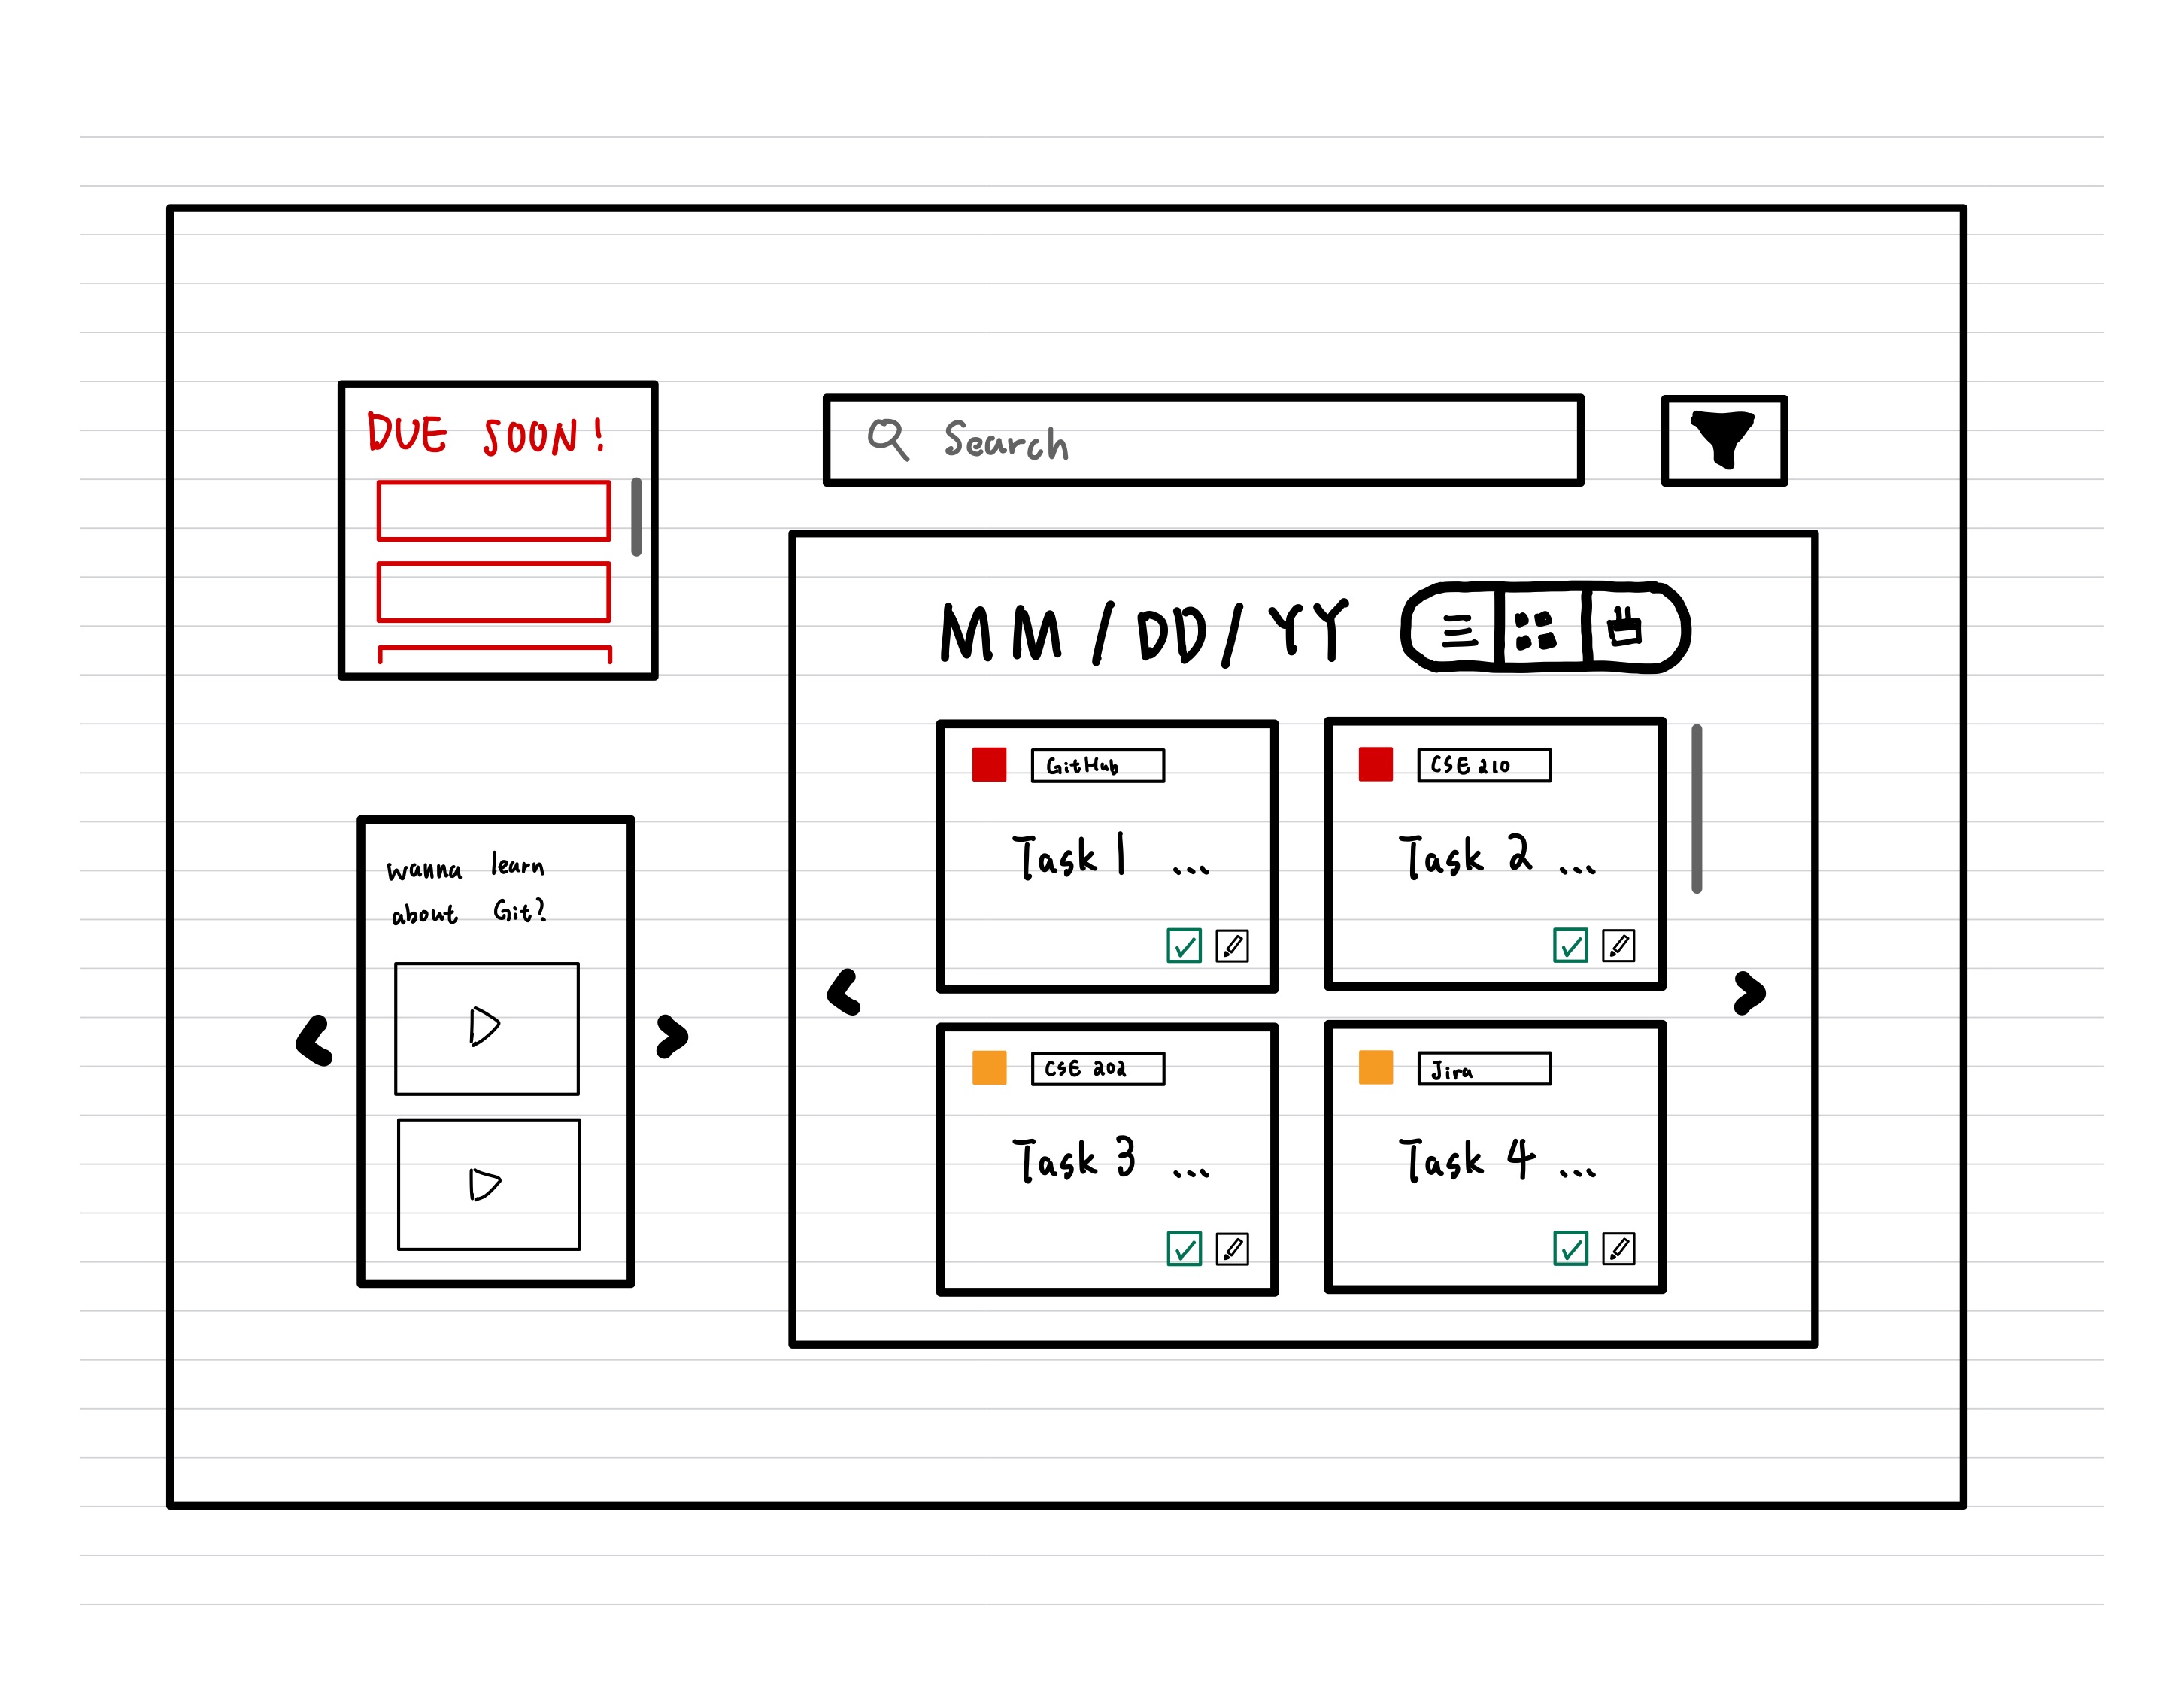 DUE SOON!
Search
MM/DD/YY
GitHub
Task 1 ...
CSE 210
Task 2 ...
wanna learn
about Git?
CSE 202
Task 3 ...
Jira
Task 4 ...